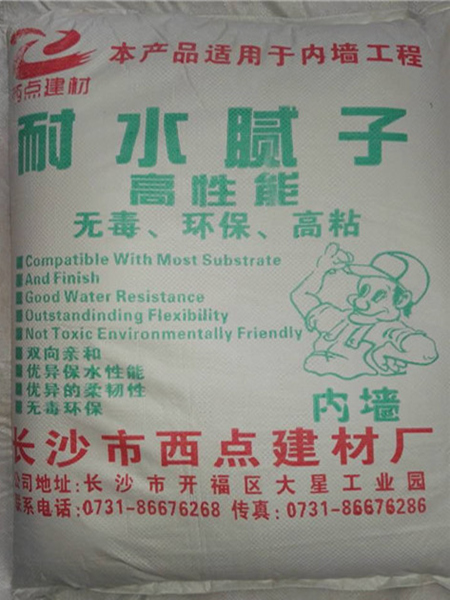 本产品适用于内墙工程
西点建材
耐水腻子
高性能
无毒、环保、高粘
Compatible With Most Substrate
And Finish
Good Water Resistance
Outstandinding Flexibility
Not Toxic Environmentally Friendly
双向亲和
优异保水性能
优异的柔韧性
无毒环保
内墙
长沙市西点建材厂
公司地址：长沙市开福区大星工业园
联系电话：0731-86676268 传真：0731-86676286